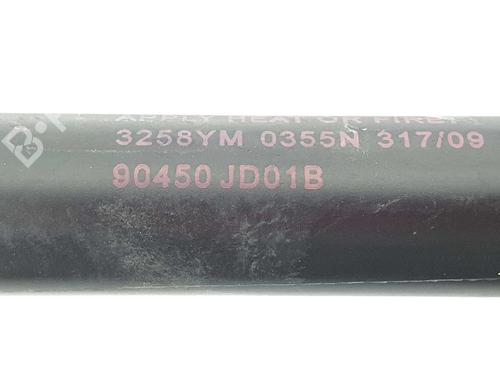 APPLY HEAT OR FIRE
3258YM 0355N 317/09
90450 JD01B